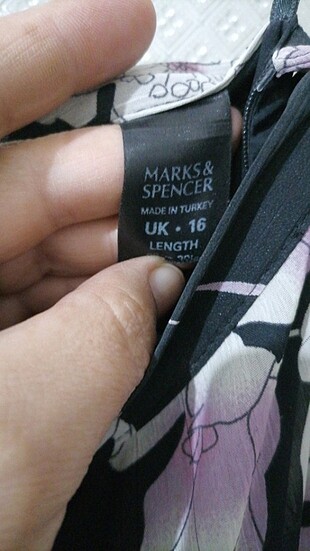 MARKS&
SPENCER
MADE IN TURKEY
UK • 16
LENGTH